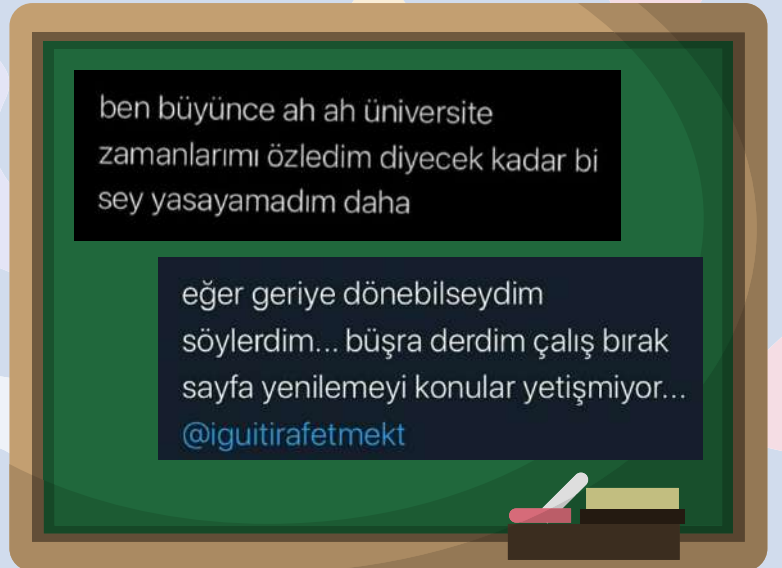 ben büyünce ah ah üniversite
zamanlarımı özledim diyecek kadar bi
sey yasayamadım daha
eğer geriye dönebilseydim
söylerdim... büşra derdim çalış bırak
sayfa yenilemeyi konular yetişmiyor...
@iguitirafetmekt